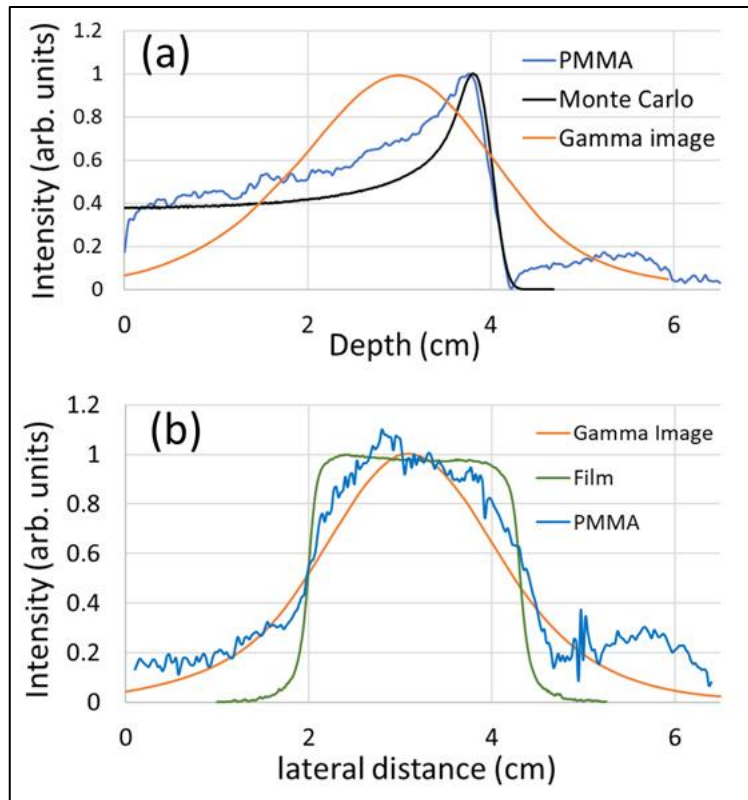 (a)
1.2
1
0.8
0.6
0.4
0.2
0
PMMA
Monte Carlo
Gamma image
Intensity (arb. units)
0 2 4 6
Depth (cm)
(b)
1.2
1
0.8
0.6
0.4
0.2
0
Gamma Image
Film
PMMA
Intensity (arb. units)
0 2 4 6
lateral distance (cm)